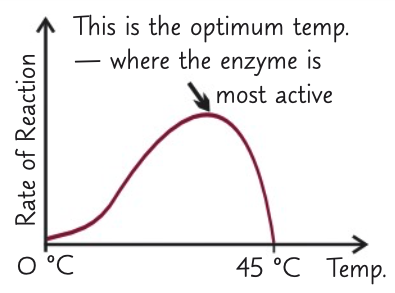 This is the optimum temp.
— where the enzyme is
most active
Rate of Reaction
0 °C
45 °C
Temp.